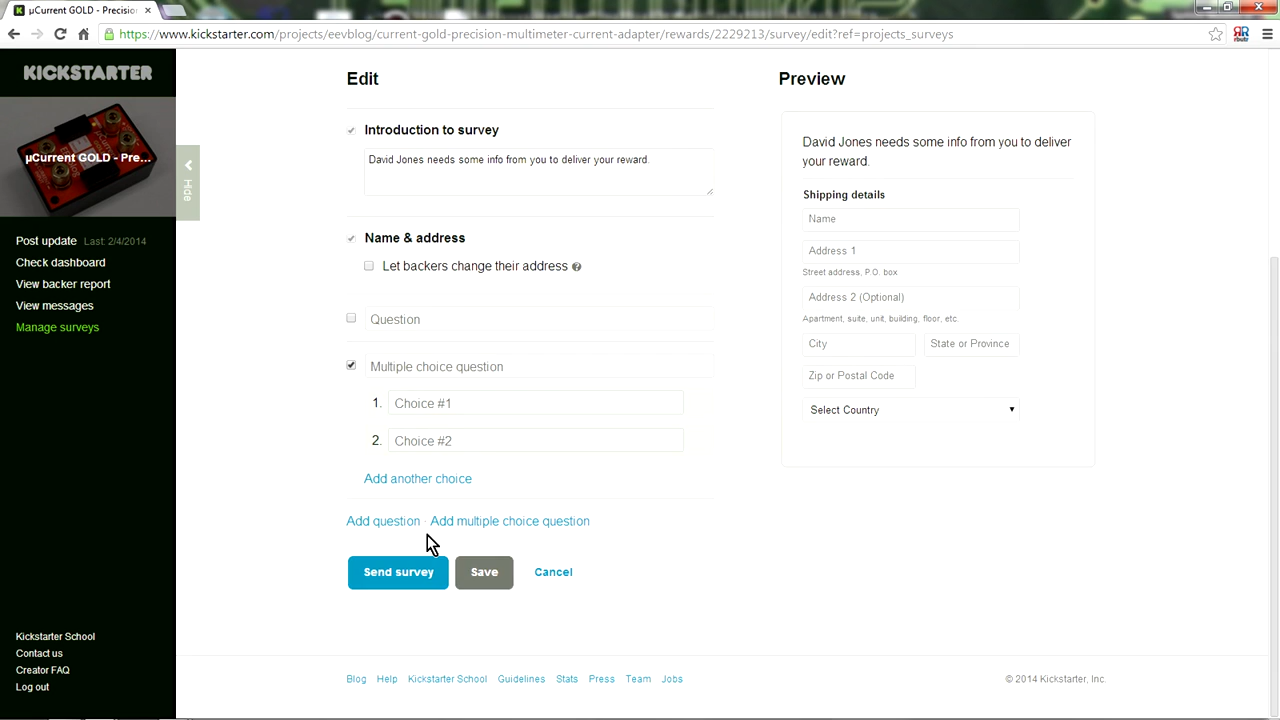 µCurrent GOLD - Precision
https://www.kickstarter.com/projects/eevblog/current-gold-precision-multimeter-current-adapter/rewards/2229213/survey/edit?ref=projects_surveys
rbutr
KICKSTARTER
µCurrent GOLD - Pre...
Hide
Post update Last: 2/4/2014
Check dashboard
View backer report
View messages
Manage surveys
Kickstarter School
Contact us
Creator FAQ
Log out
Edit
Introduction to survey
David Jones needs some info from you to deliver your reward.
Name & address
Let backers change their address ?
Question
Multiple choice question
1. Choice #1
2. Choice #2
Add another choice
Add question · Add multiple choice question
Send survey Save Cancel
Preview
David Jones needs some info from you to deliver
your reward.
Shipping details
Name
Address 1
Street address, P.O. box
Address 2 (Optional)
Apartment, suite, unit, building, floor, etc.
City State or Province
Zip or Postal Code
Select Country
Blog Help Kickstarter School Guidelines Stats Press Team Jobs
© 2014 Kickstarter, Inc.